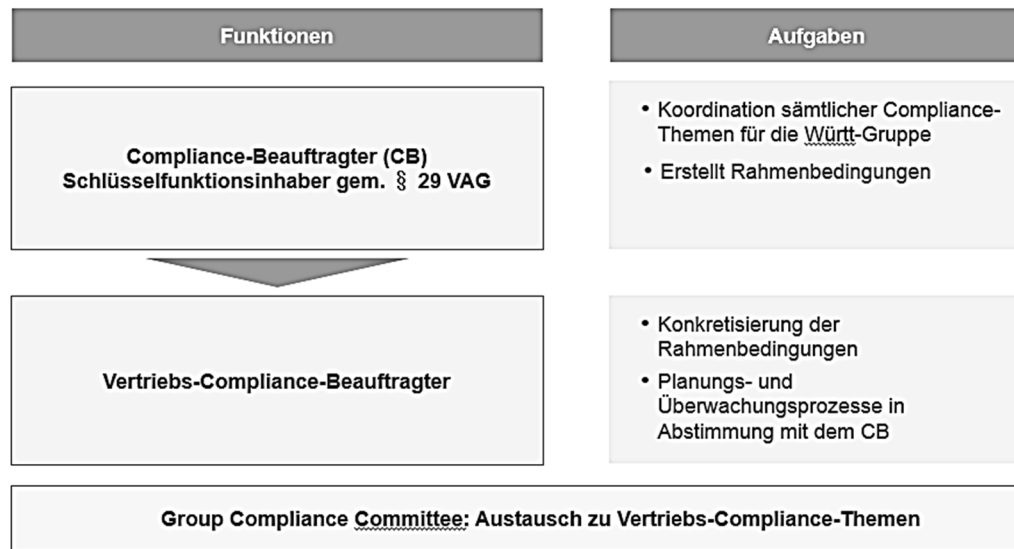 Funktionen
Aufgaben
Compliance-Beauftragter (CB)
Schlüsselfunktionsinhaber gem. § 29 VAG
• Koordination sämtlicher Compliance-
Themen für die Württ-Gruppe
• Erstellt Rahmenbedingungen
Vertriebs-Compliance-Beauftragter
• Konkretisierung der
Rahmenbedingungen
• Planungs- und
Überwachungsprozesse in
Abstimmung mit dem CB
Group Compliance Committee: Austausch zu Vertriebs-Compliance-Themen